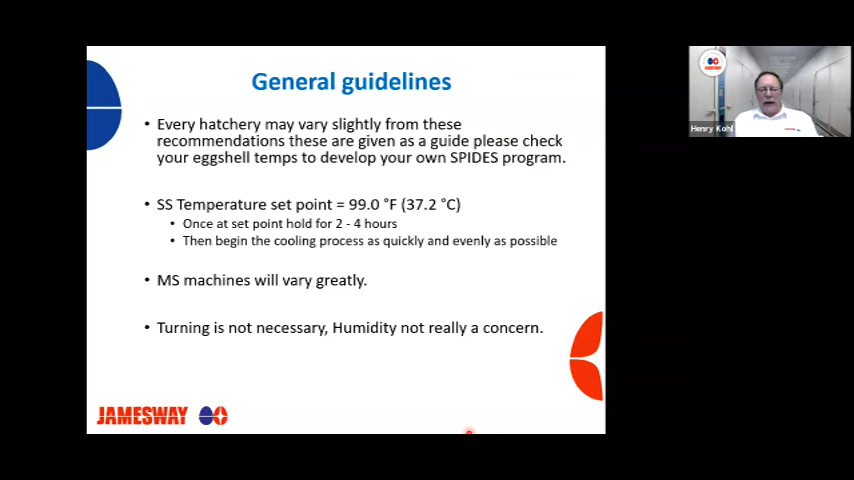 General guidelines
• Every hatchery may vary slightly from these
recommendations these are given as a guide please check
your eggshell temps to develop your own SPIDES program.
• SS Temperature set point = 99.0 °F (37.2 °C)
• Once at set point hold for 2 - 4 hours
• Then begin the cooling process as quickly and evenly as possible
• MS machines will vary greatly.
• Turning is not necessary, Humidity not really a concern.
JAMESWAY
JAMESWAY
Henry Kohl